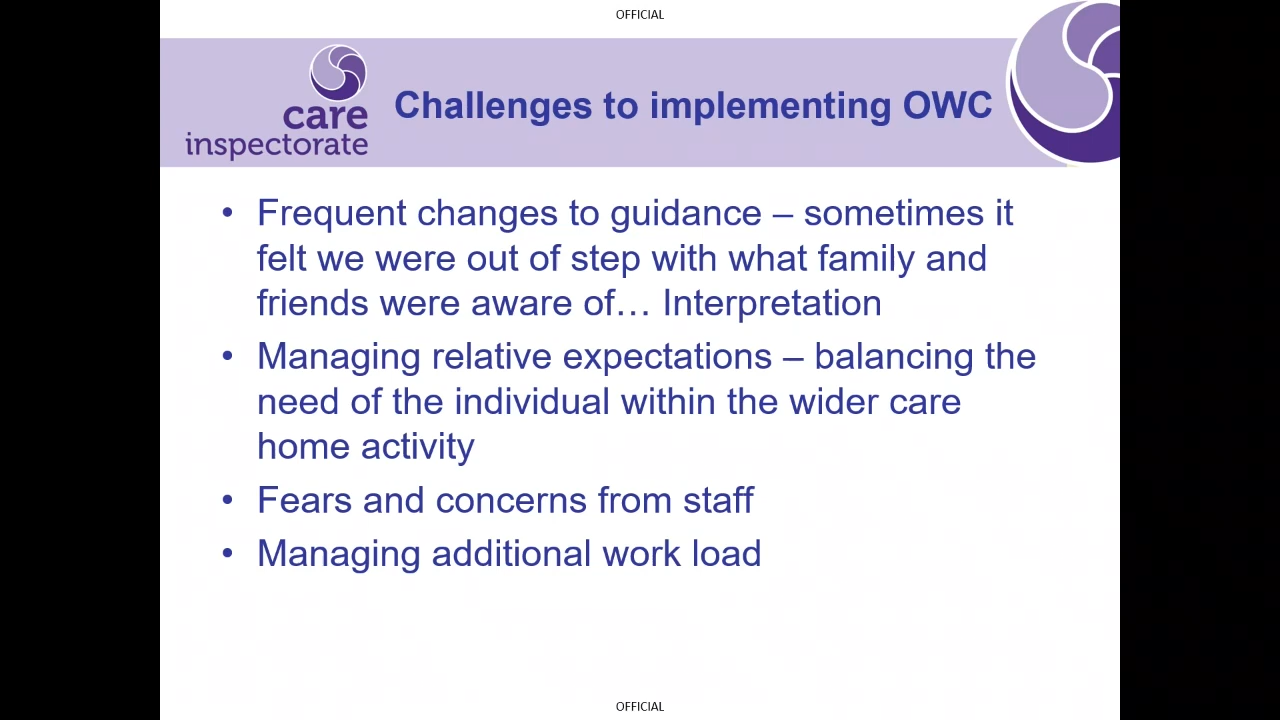 OFFICIAL
care
inspectorate
Challenges to implementing OWC
• Frequent changes to guidance – sometimes it
felt we were out of step with what family and
friends were aware of… Interpretation
• Managing relative expectations – balancing the
need of the individual within the wider care
home activity
• Fears and concerns from staff
• Managing additional work load
OFFICIAL